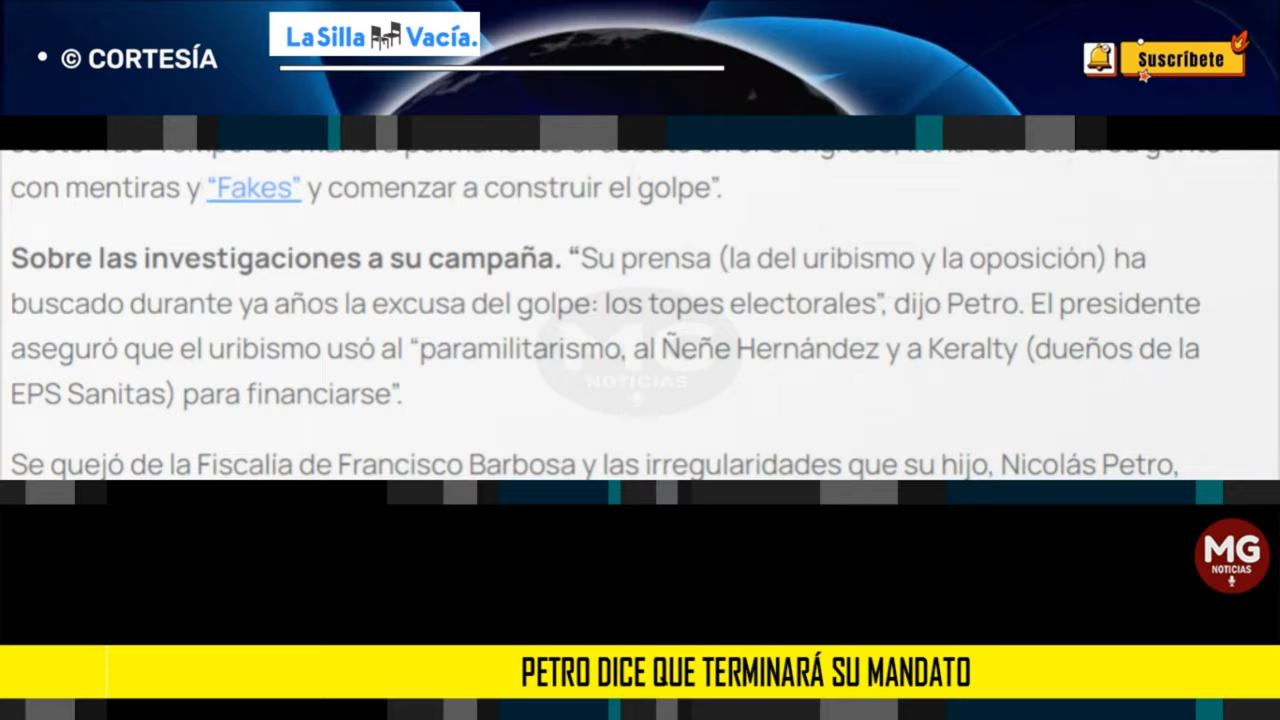 • © CORTESÍA
La Silla Vacía.
Suscríbete
con mentiras y “Fakes” y comenzar a construir el golpe”.
Sobre las investigaciones a su campaña. “Su prensa (la del uribismo y la oposición) ha
buscado durante ya años la excusa del golpe: los topes electorales”, dijo Petro. El presidente
aseguró que el uribismo usó al “paramilitarismo, al Ñeñe Hernández y a Keralty (dueños de la
EPS Sanitas) para financiarse”.
MG
NOTICIAS
Se quejó de la Fiscalía de Francisco Barbosa y las irregularidades que su hijo, Nicolás Petro,
MG
NOTICIAS
PETRO DICE QUE TERMINARÁ SU MANDATO